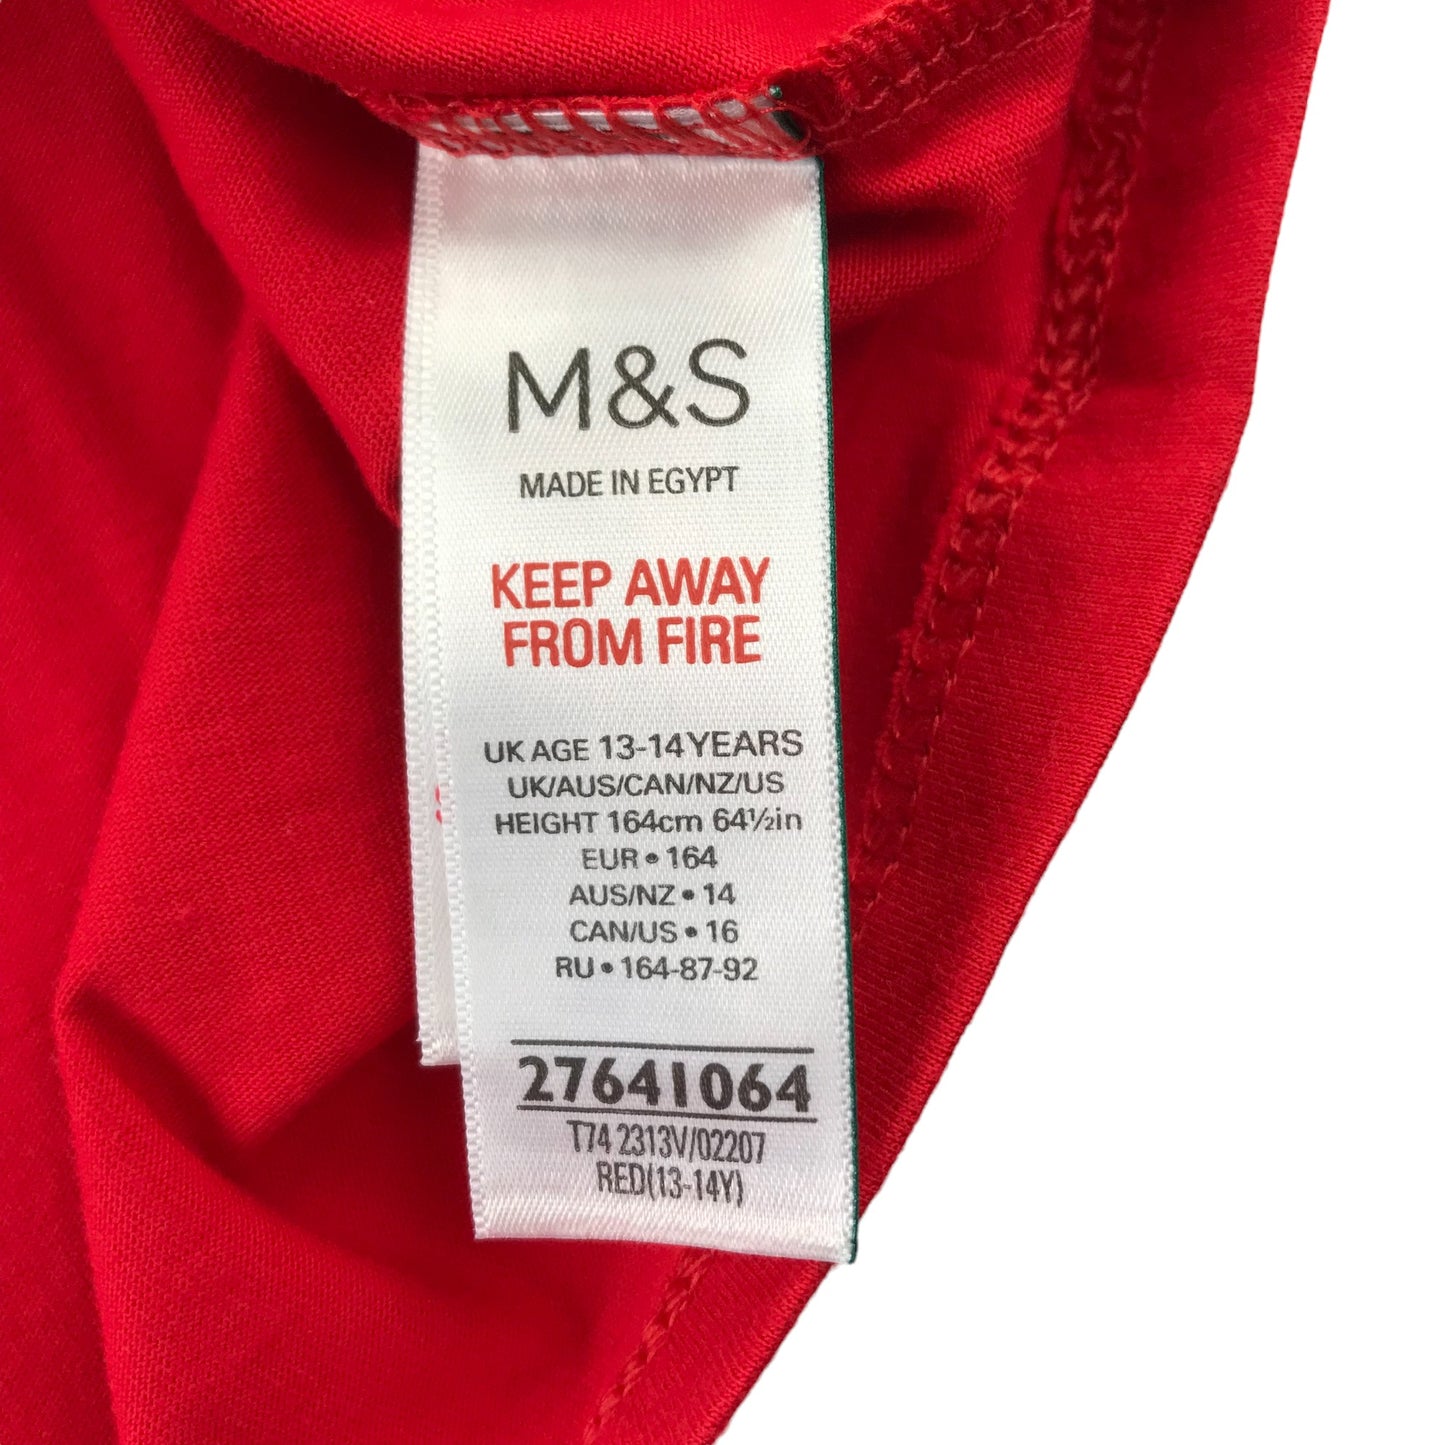 M&S
MADE IN EGYPT
KEEP AWAY
FROM FIRE
UK AGE 13-14YEARS
UK/AUS/CAN/NZ/US
HEIGHT 164cm 64½in
EUR • 164
AUS/NZ • 14
CAN/US • 16
RU • 164-87-92
27641064
T74 2313V/02207
RED(13-14Y)